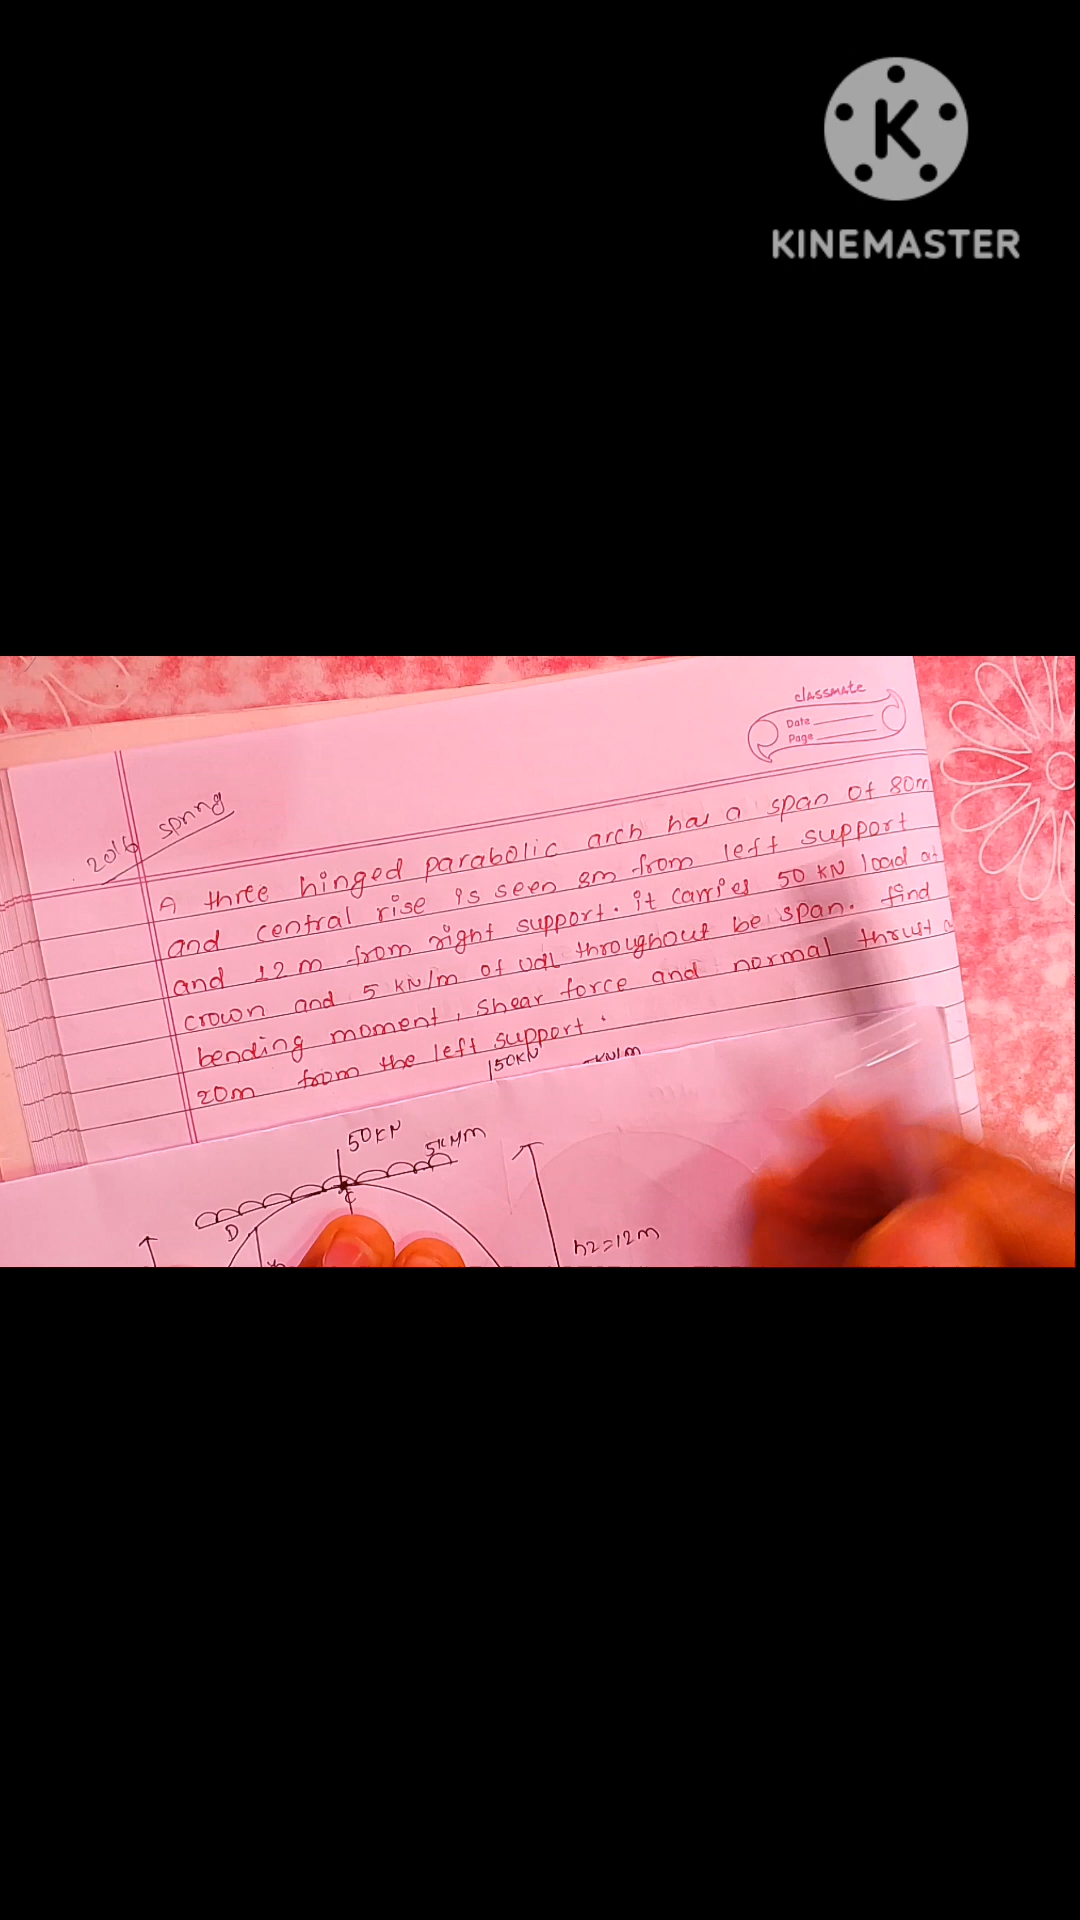 KINEMASTER
classmate
Date
Page
2016 spring
A three hinged parabolic arch has a span of 80m
and central rise is seen 8m from left support
and 12m from right support. it carries 50 KN load at
crown and 5 KN/m of udl throughout be span. find
bending moment, shear force and normal thrust a
20m from the left support.
150KN KN/m
50KN
5KN/m
C
D
h2=12m